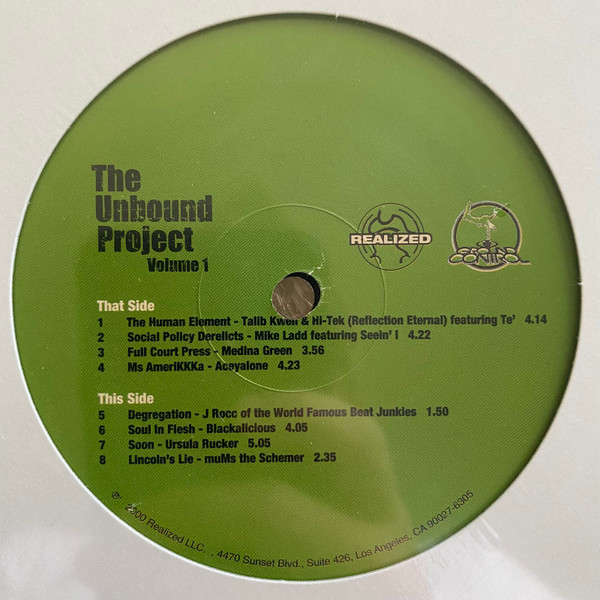 The
Unbound
Project
Volume 1
REALIZED
GROUND
CONTROL
That Side
1 The Human Element - Talib Kweli & Hi-Tek (Reflection Eternal) featuring Te' 4.14
2 Social Policy Derelicts - Mike Ladd featuring Seein' I 4.22
3 Full Court Press - Medina Green 3.56
4 Ms AmeriKKKa - Aceyalone 4.23
This Side
5 Degregation - J Rocc of the World Famous Beat Junkies 1.50
6 Soul In Flesh - Blackalicious 4.05
7 Soon - Ursula Rucker 5.05
8 Lincoln's Lie - muMs the Schemer 2.35
℗ 2000 Realized LLC. . 4470 Sunset Blvd., Suite 426, Los Angeles, CA 90027-6305